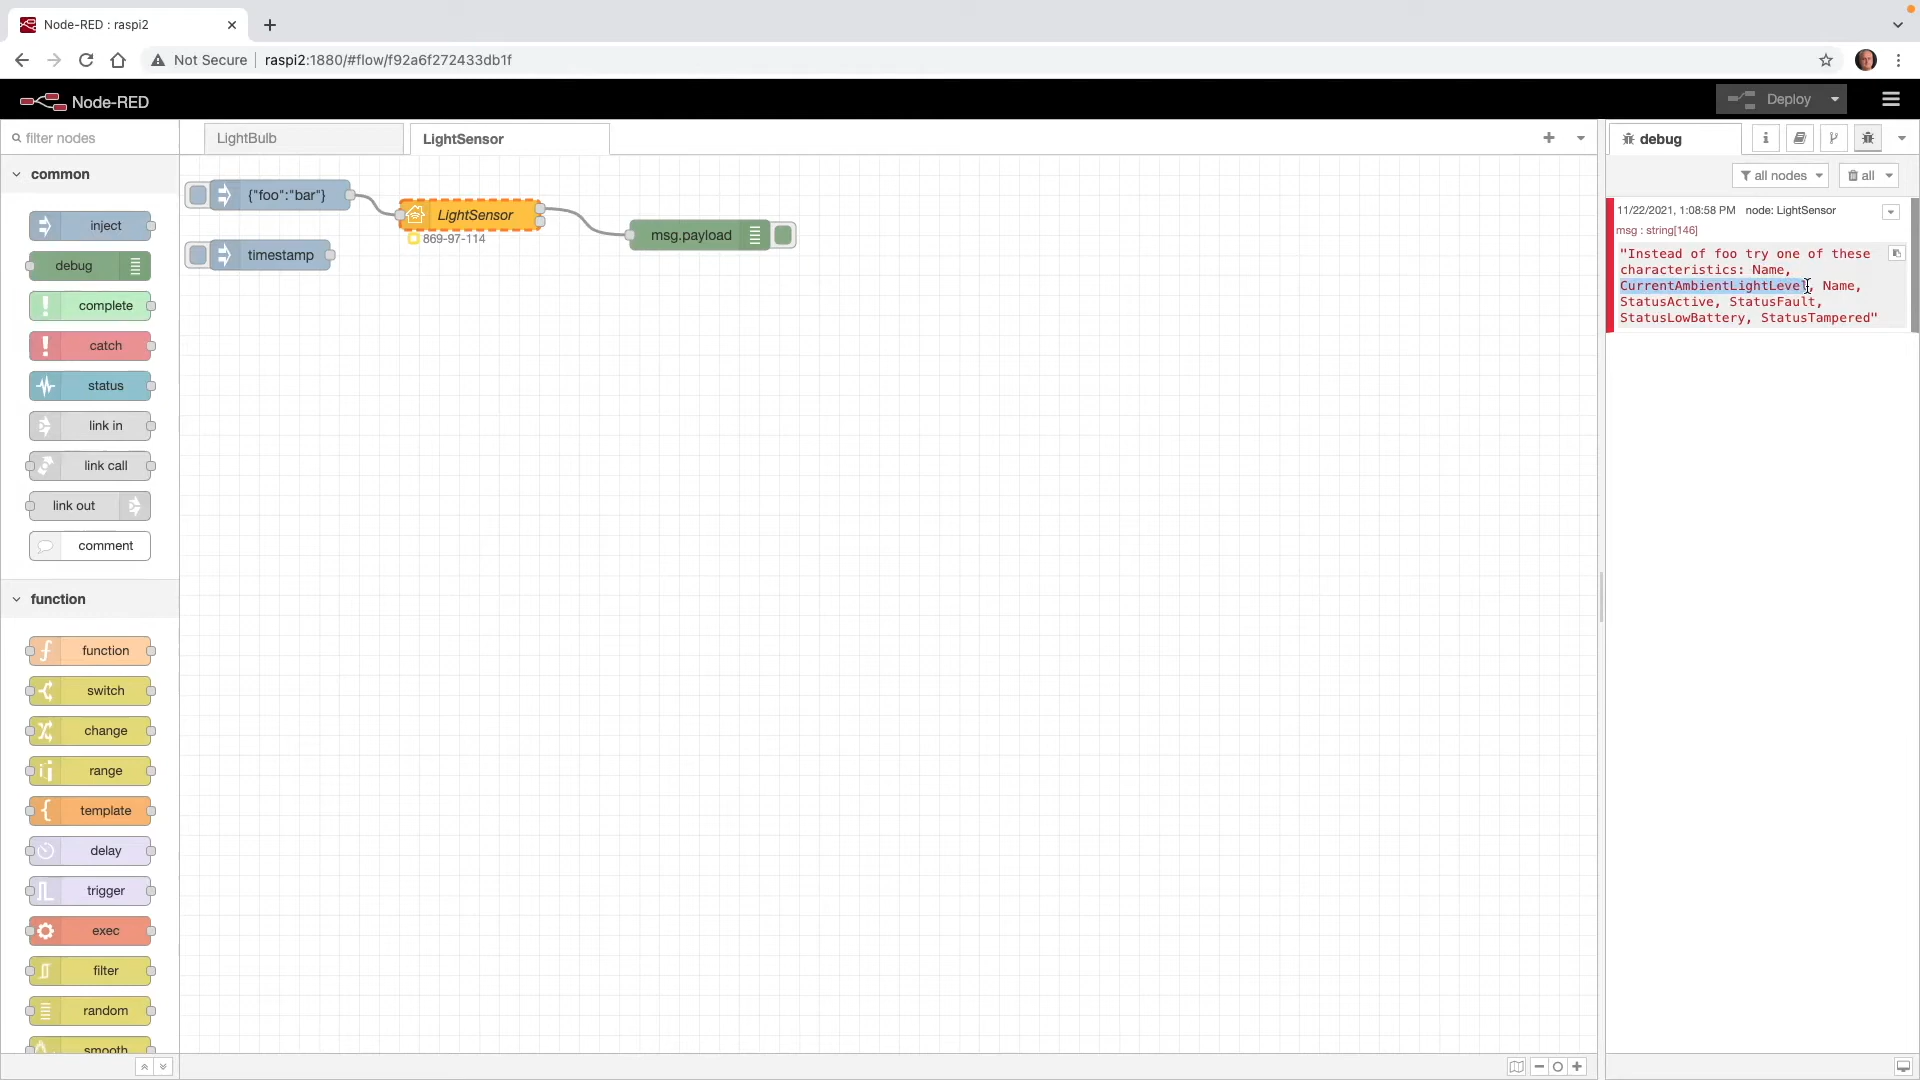 Node-RED : raspi2
Not Secure
raspi2:1880/#flow/f92a6f272433db1f
Node-RED
Deploy
filter nodes
common
inject
debug
complete
catch
status
link in
link call
link out
comment
function
function
switch
change
range
template
delay
trigger
exec
filter
random
smooth
LightBulb
LightSensor
{"foo":"bar"}
LightSensor
869-97-114
msg.payload
timestamp
debug
all nodes
all
11/22/2021, 1:08:58 PM node: LightSensor
msg : string[146]
"Instead of foo try one of these
characteristics: Name,
CurrentAmbientLightLevel, Name,
StatusActive, StatusFault,
StatusLowBattery, StatusTampered"